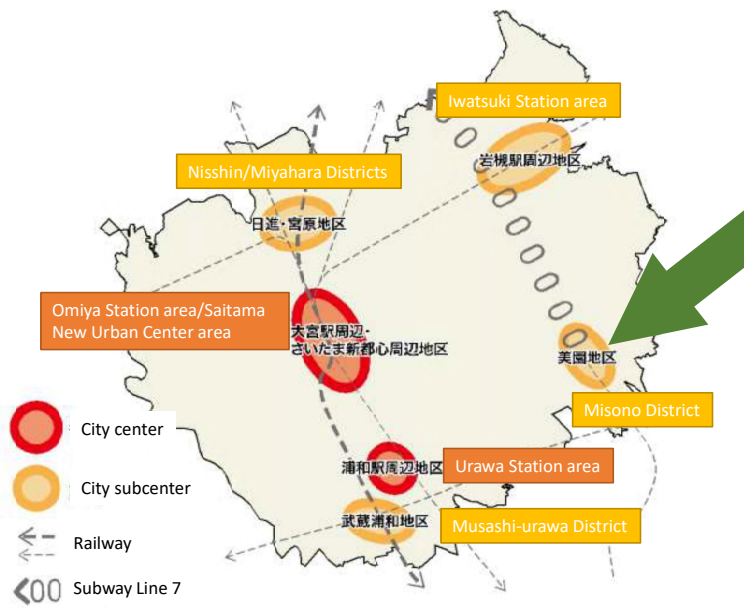 Iwatsuki Station area
岩槻駅周辺地区
Nisshin/Miyahara Districts
日進・宮原地区
Omiya Station area/Saitama
New Urban Center area
大宮駅周辺・
さいたま新都心周辺地区
美園地区
Misono District
City center
浦和駅周辺地区
Urawa Station area
City subcenter
武蔵浦和地区
Musashi-urawa District
Railway
Subway Line 7